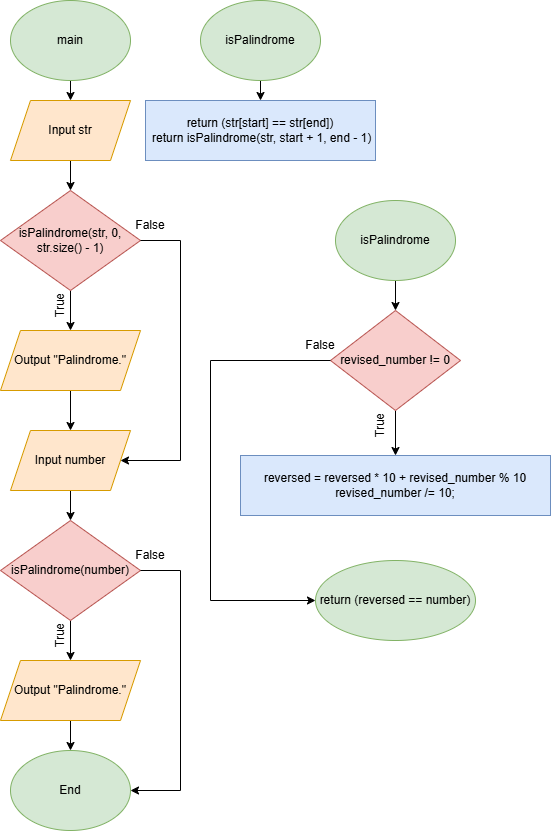 main
Input str
isPalindrome(str, 0,
str.size() - 1)
False
True
Output "Palindrome."
Input number
isPalindrome(number)
False
True
Output "Palindrome."
End
isPalindrome
return (str[start] == str[end])
return isPalindrome(str, start + 1, end - 1)
isPalindrome
revised_number != 0
False
True
reversed = reversed * 10 + revised_number % 10
revised_number /= 10;
return (reversed == number)